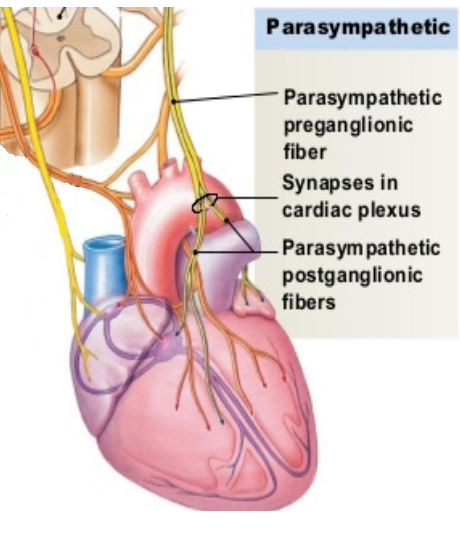 Parasympathetic
Parasympathetic
preganglionic
fiber
Synapses in
cardiac plexus
Parasympathetic
postganglionic
fibers